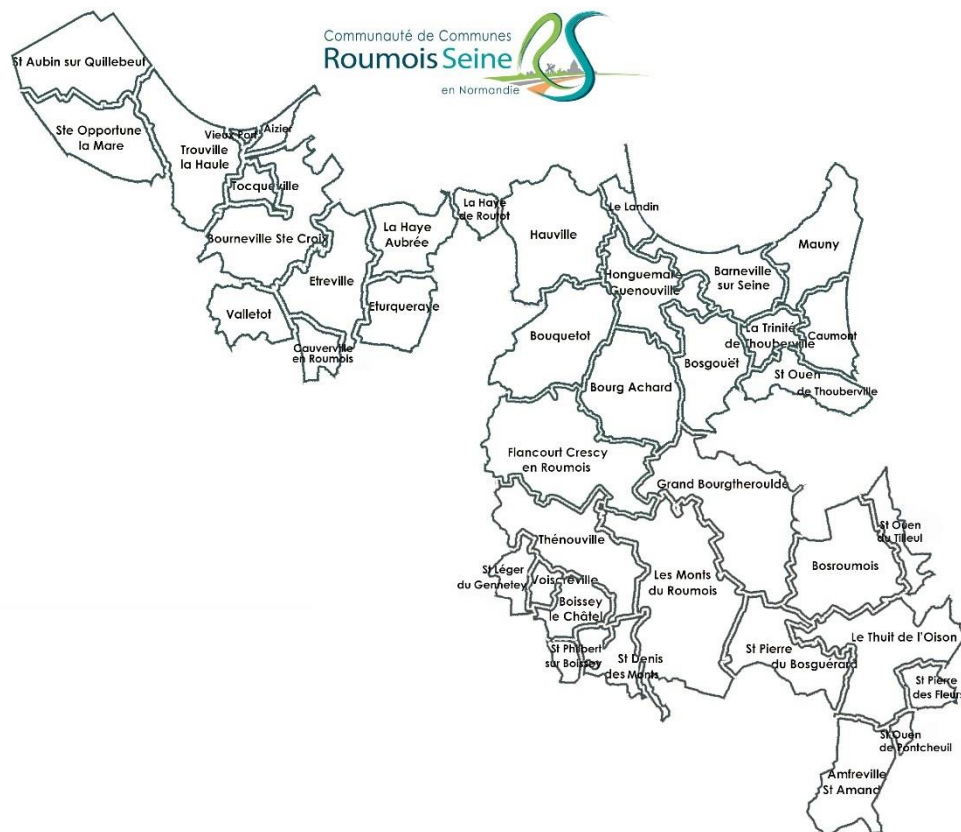 Communauté de Communes
Roumois Seine
en Normandie
St Aubin sur Quillebeuf
Ste Opportune
la Mare
Trouville
la Haule
Vieux Port
Aizier
Tocqueville
Bourneville Ste Croix
Valletot
Etreville
Cauverville
en Roumois
La Haye
Aubrée
Eturqueraye
La Haye
de Routot
Hauville
Le Landin
Honguemare
Guenouville
Barneville
sur Seine
Mauny
Bouquetot
Bourg Achard
Bosgouët
La Trinité
de Thouberville
Caumont
St Ouen
de Thouberville
Flancourt Crescy
en Roumois
Grand Bourgtheroulde
Thénouville
St Léger
du Gennetey
Voiscreville
Boissey
le Châtel
St Philbert
sur Boissey
St Denis
des Monts
Les Monts
du Roumois
Bosroumois
St Ouen
du Tilleul
St Pierre
du Bosguérard
Le Thuit de l'Oison
St Pierre
des Fleurs
St Ouen
de Pontcheuil
Amfreville
St Amand